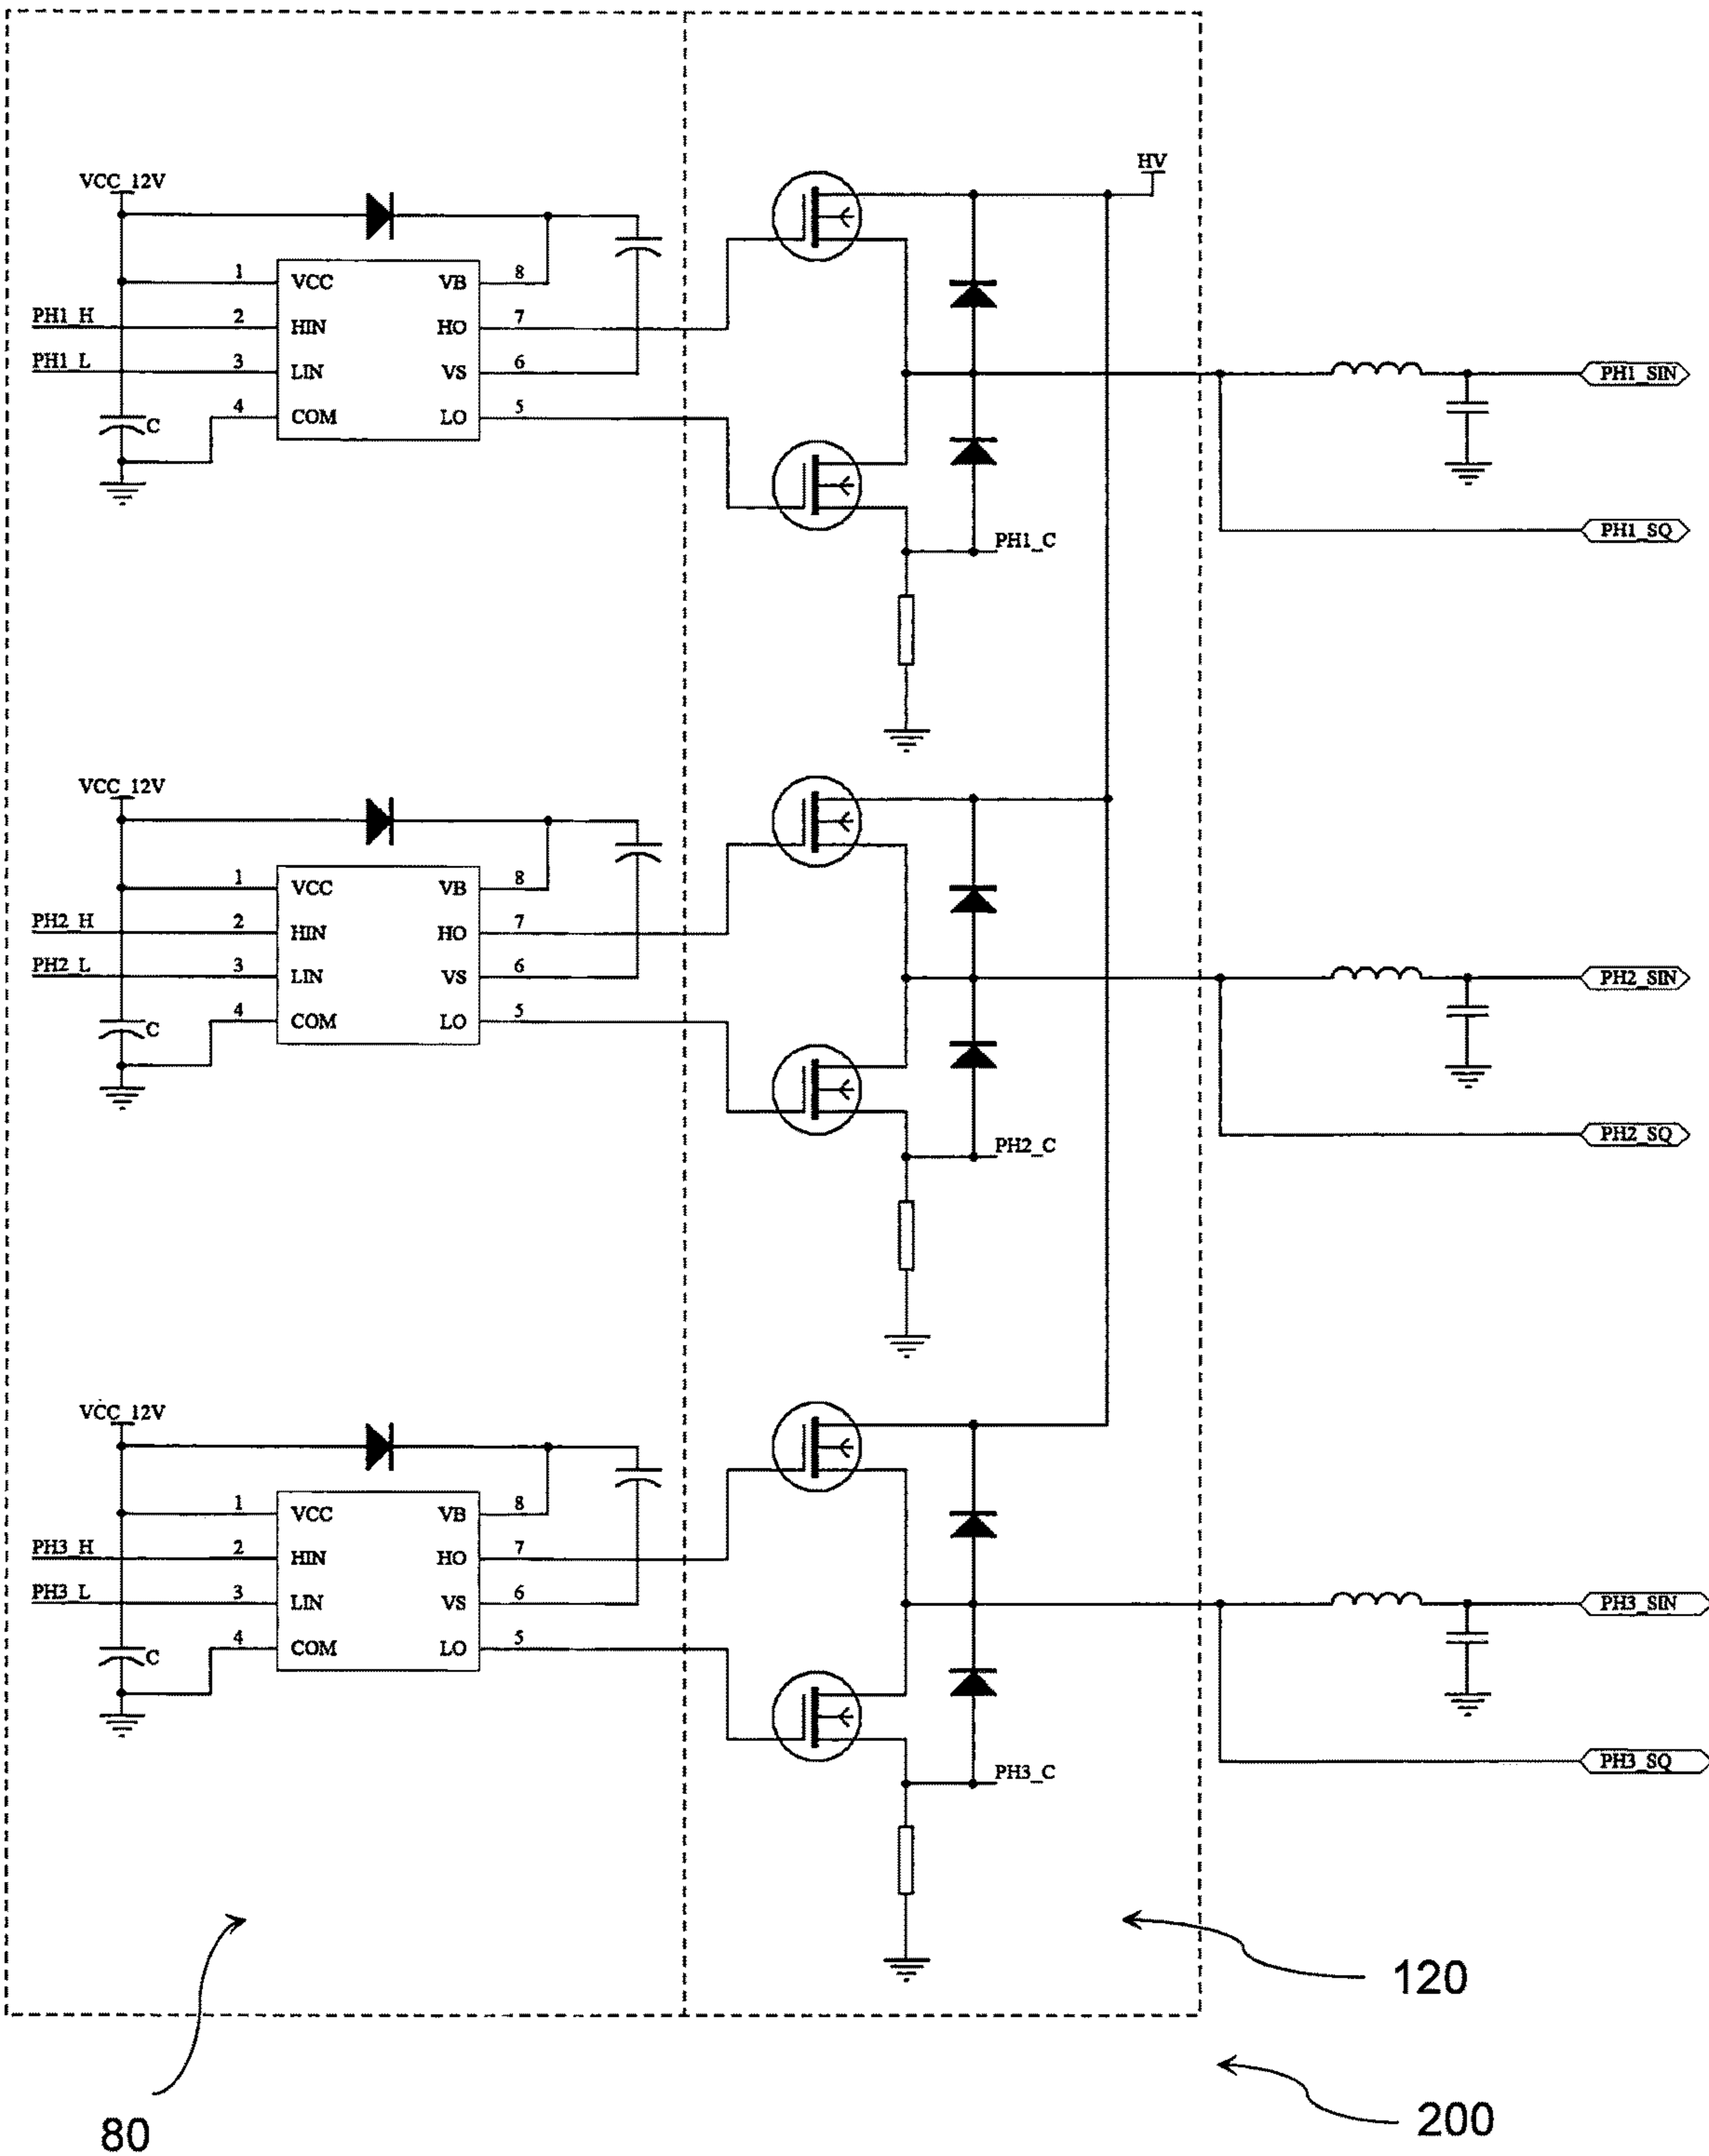 HV
VCC_12V
1 VCC VB 8
PH1_H 2 HIN HO 7
PH1_L 3 LIN VS 6 PH1_SIN
4 COM LO 5
C
PH1_SQ
PH1_C
VCC_12V
1 VCC VB 8
PH2_H 2 HIN HO 7
PH2_L 3 LIN VS 6 PH2_SIN
4 COM LO 5
C
PH2_SQ
PH2_C
VCC_12V
1 VCC VB 8
PH3_H 2 HIN HO 7
PH3_L 3 LIN VS 6 PH3_SIN
4 COM LO 5
C
PH3_SQ
PH3_C
120
200
80